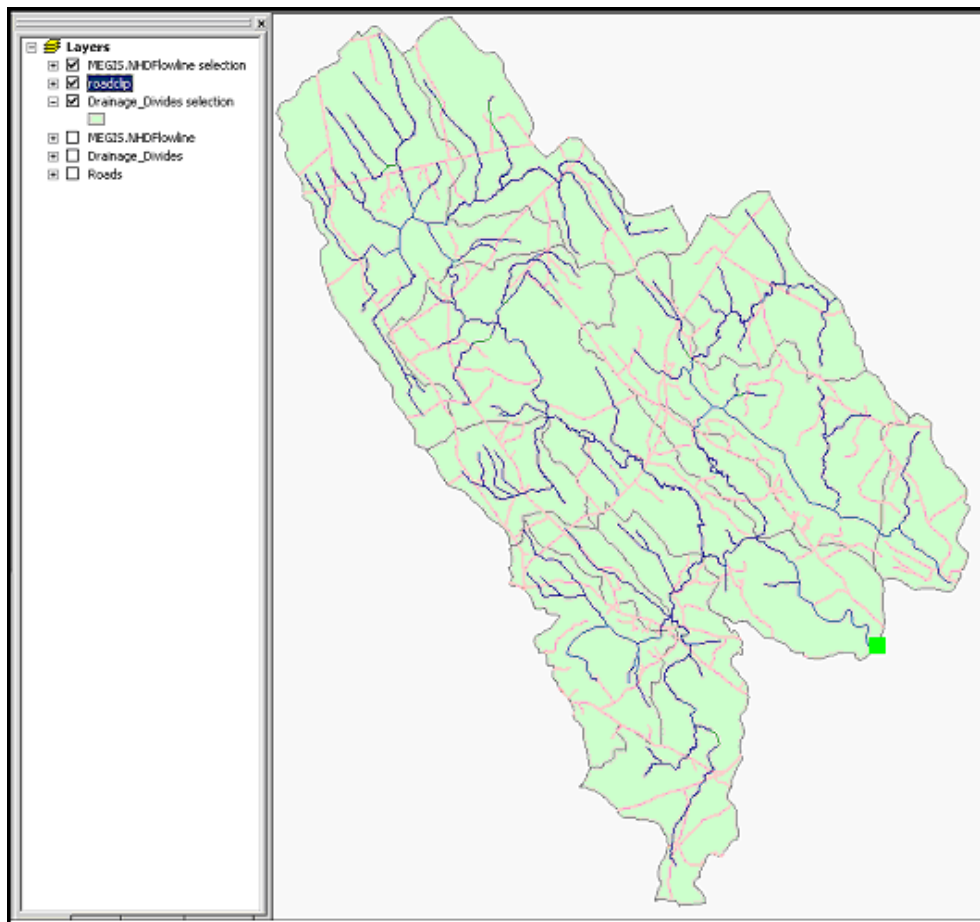 Layers
MEGIS.NHDFlowline selection
roadclip
Drainage_Divides selection
MEGIS.NHDFlowline
Drainage_Divides
Roads